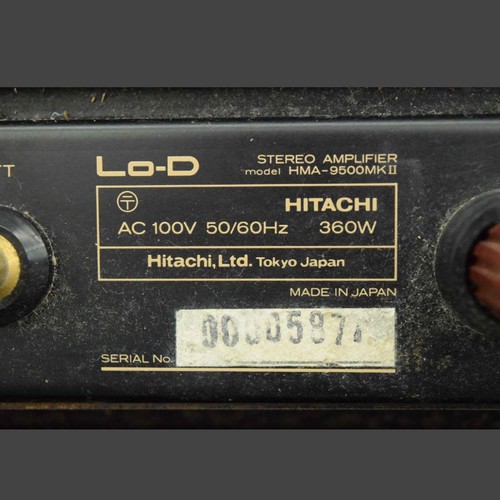 Lo-D
STEREO AMPLIFIER
model HMA-9500MKII
HITACHI
AC 100V 50/60Hz 360W
Hitachi, Ltd. Tokyo Japan
MADE IN JAPAN
SERIAL No.